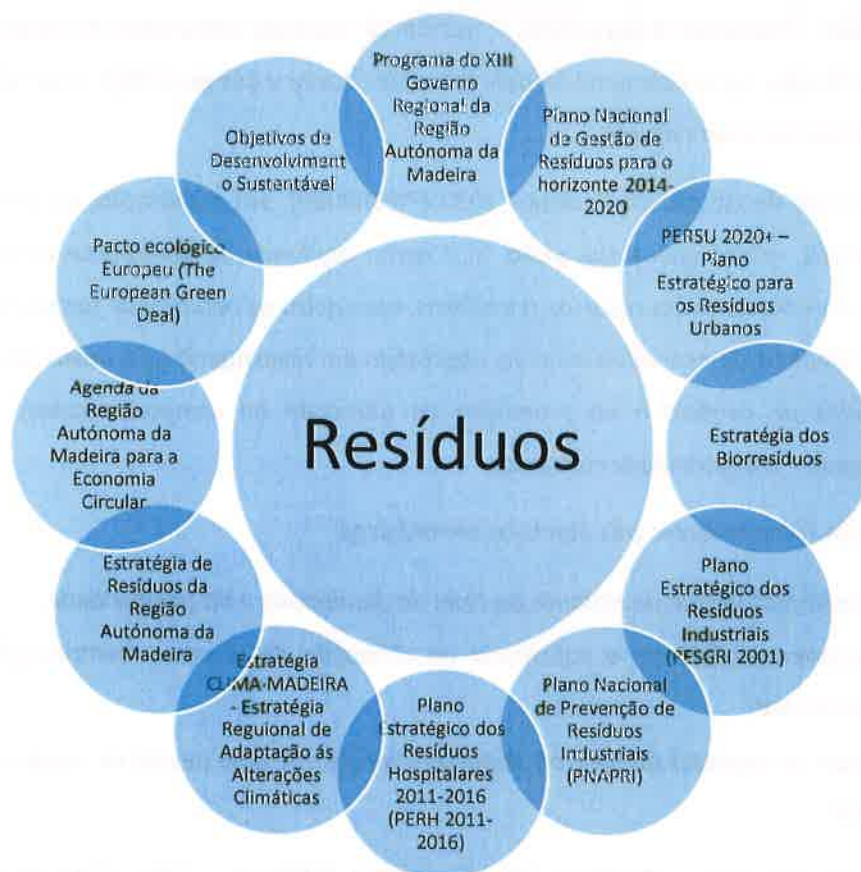 Programa do XIII
Governo
Regional da
Região
Autónoma da
Madeira
Plano Nacional
de Gestão de
Resíduos para o
horizonte 2014-
2020
PERSU 2020+ –
Plano
Estratégico para
os Resíduos
Urbanos
Estratégia dos
Biorresíduos
Plano
Estratégico dos
Resíduos
Industriais
(PESGRI 2001)
Plano Nacional
de Prevenção de
Resíduos
Industriais
(PNAPRI)
Plano
Estratégico dos
Resíduos
Hospitalares
2011-2016
(PERH 2011-
2016)
Estratégia
CLIMA-MADEIRA
- Estratégia
Reguional de
Adaptação ás
Alterações
Climáticas
Estratégia de
Resíduos da
Região
Autónoma da
Madeira
Agenda da
Região
Autónoma da
Madeira para a
Economia
Circular
Pacto ecológico
Europeu (The
European Green
Deal)
Objetivos de
Desenvolviment
o Sustentável
Resíduos